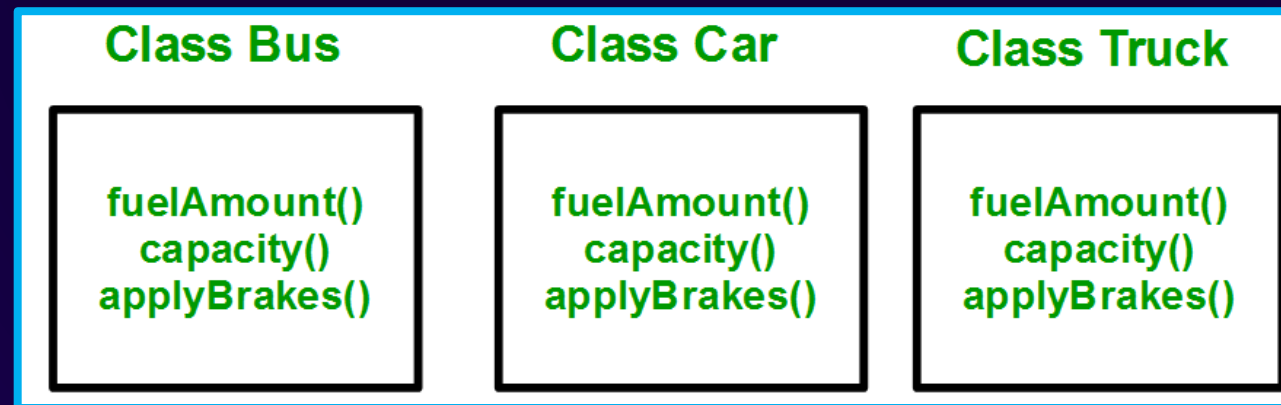 Class Bus
Class Car
Class Truck
fuelAmount()
capacity()
applyBrakes()
fuelAmount()
capacity()
applyBrakes()
fuelAmount()
capacity()
applyBrakes()